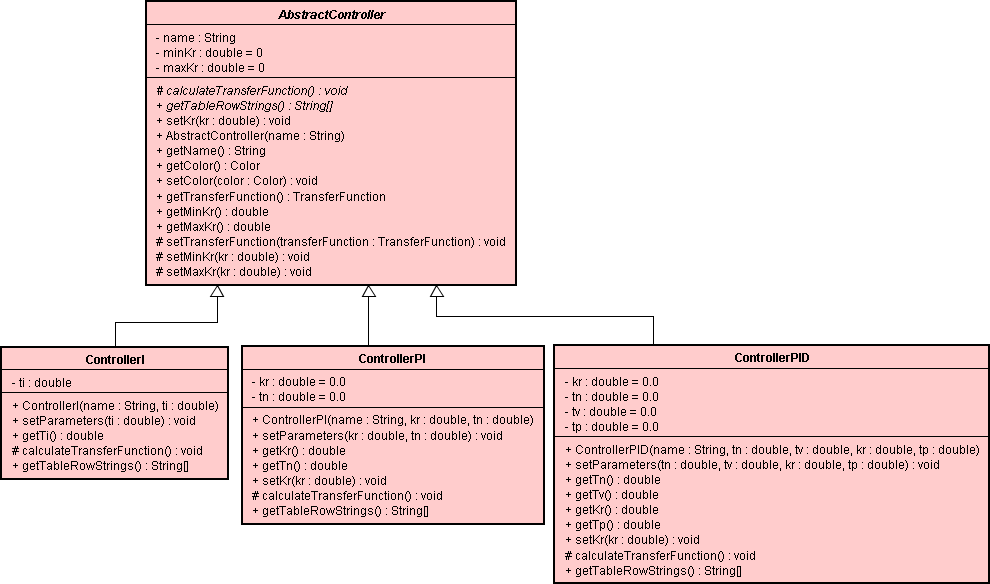 AbstractController
- name : String
- minKr : double = 0
- maxKr : double = 0
# calculateTransferFunction() : void
+ getTableRowStrings() : String[]
+ setKr(kr : double) : void
+ AbstractController(name : String)
+ getName() : String
+ getColor() : Color
+ setColor(color : Color) : void
+ getTransferFunction() : TransferFunction
+ getMinKr() : double
+ getMaxKr() : double
# setTransferFunction(transferFunction : TransferFunction) : void
# setMinKr(kr : double) : void
# setMaxKr(kr : double) : void
ControllerI
- ti : double
+ ControllerI(name : String, ti : double)
+ setParameters(ti : double) : void
+ getTi() : double
# calculateTransferFunction() : void
+ getTableRowStrings() : String[]
ControllerPI
- kr : double = 0.0
- tn : double = 0.0
+ ControllerPI(name : String, kr : double, tn : double)
+ setParameters(kr : double, tn : double) : void
+ getKr() : double
+ getTn() : double
+ setKr(kr : double) : void
# calculateTransferFunction() : void
+ getTableRowStrings() : String[]
ControllerPID
- kr : double = 0.0
- tn : double = 0.0
- tv : double = 0.0
- tp : double = 0.0
+ ControllerPID(name : String, tn : double, tv : double, kr : double, tp : double)
+ setParameters(tn : double, tv : double, kr : double, tp : double) : void
+ getTn() : double
+ getTv() : double
+ getKr() : double
+ getTp() : double
+ setKr(kr : double) : void
# calculateTransferFunction() : void
+ getTableRowStrings() : String[]